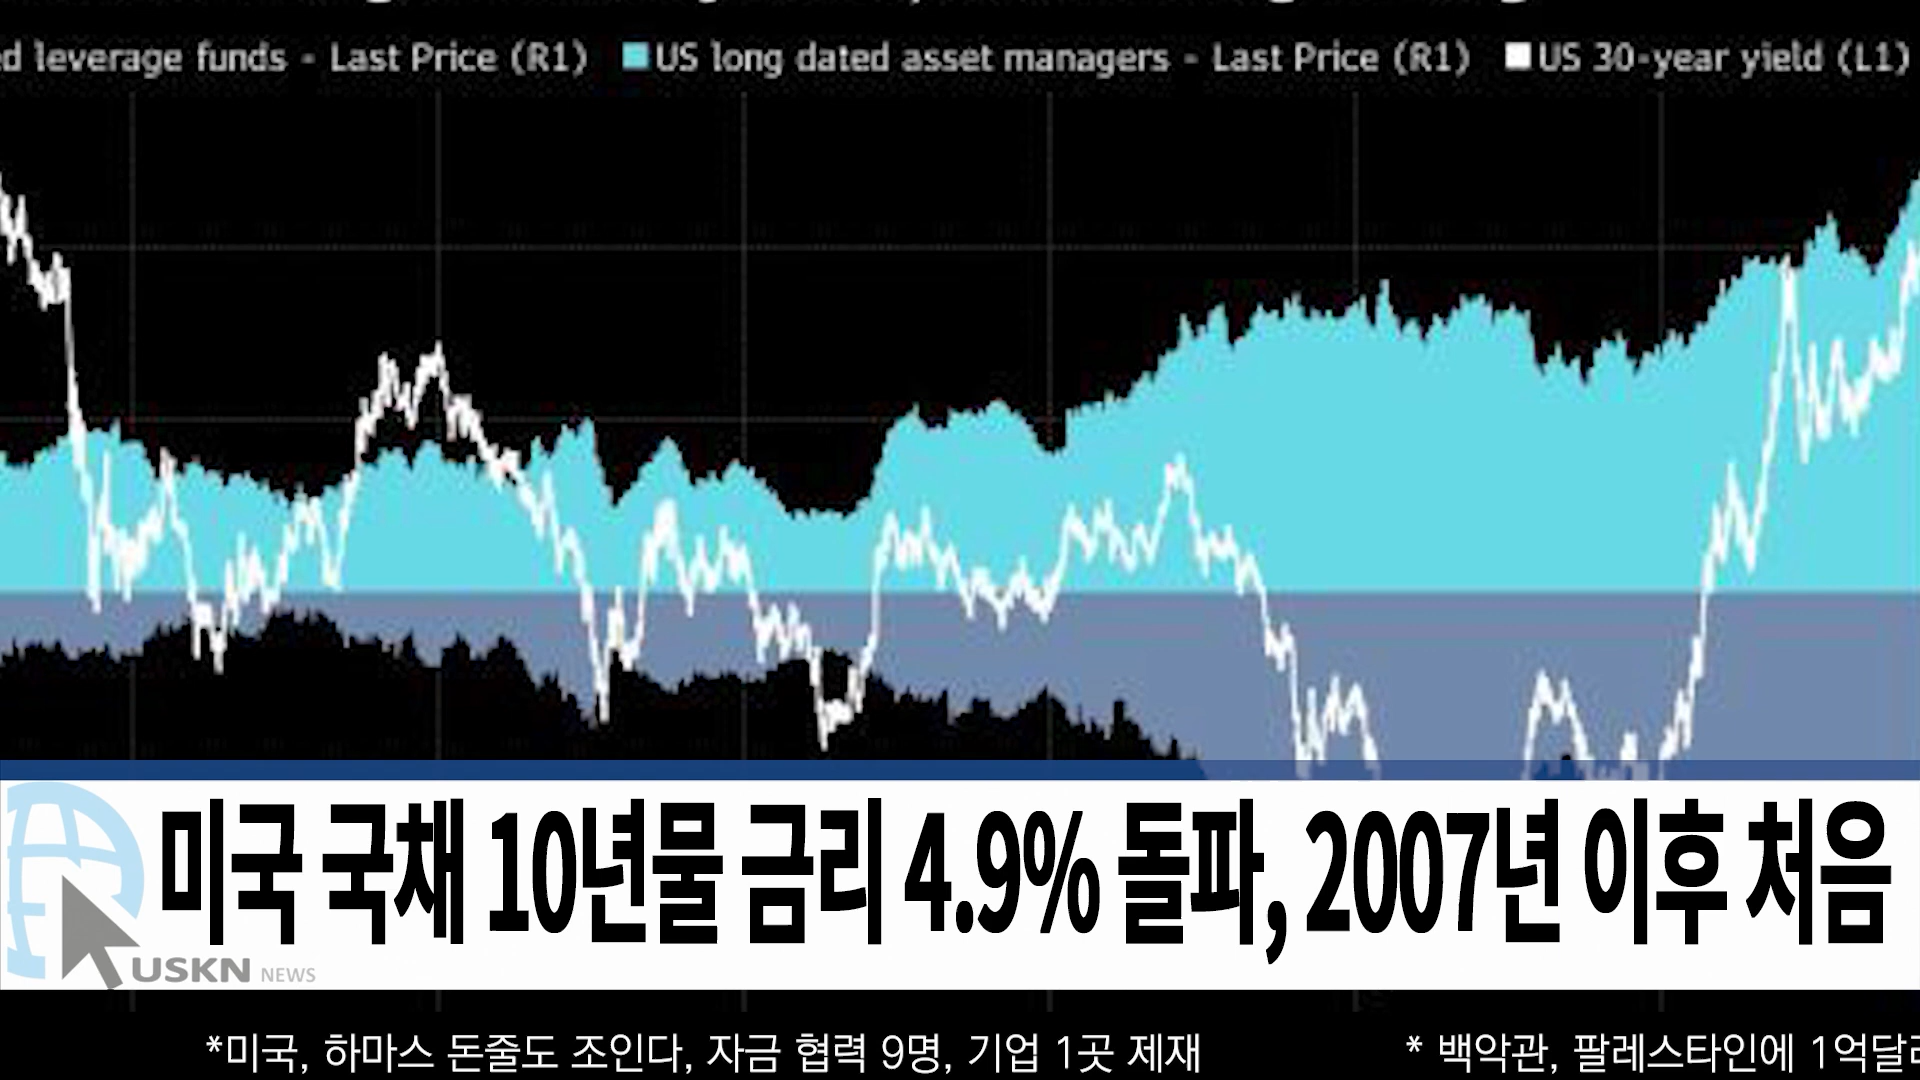 d leverage funds - Last Price (R1) US long dated asset managers - Last Price (R1) US 30-year yield (L1)
미국 국채 10년물 금리 4.9% 돌파, 2007년 이후 처음
USKN NEWS
*미국, 하마스 돈줄도 조인다, 자금 협력 9명, 기업 1곳 제재 * 백악관, 팔레스타인에 1억달